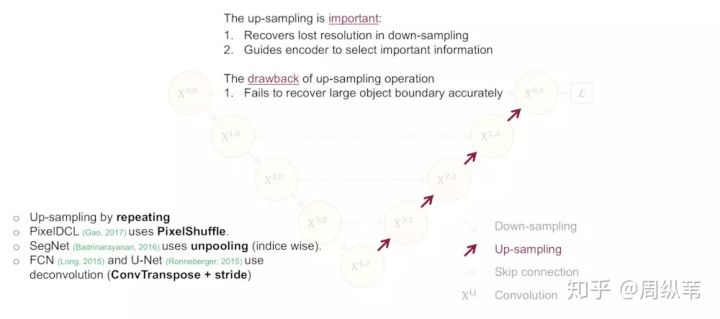 The up-sampling is important:
1. Recovers lost resolution in down-sampling
2. Guides encoder to select important information
The drawback of up-sampling operation
1. Fails to recover large object boundary accurately
X^{0,0}
X^{0,4}
ℒ
X^{1,0}
X^{1,3}
X^{2,0}
X^{2,2}
X^{3,0}
X^{3,1}
X^{4,0}
○ Up-sampling by repeating
○ PixelDCL (Gao, 2017) uses PixelShuffle.
○ SegNet (Badrinarayanan, 2016) uses unpooling (indice wise).
○ FCN (Long, 2015) and U-Net (Ronneberger, 2015) use
deconvolution (ConvTranspose + stride)
Down-sampling
Up-sampling
Skip connection
X^{i,j} Convolution
知乎 @周纵苇